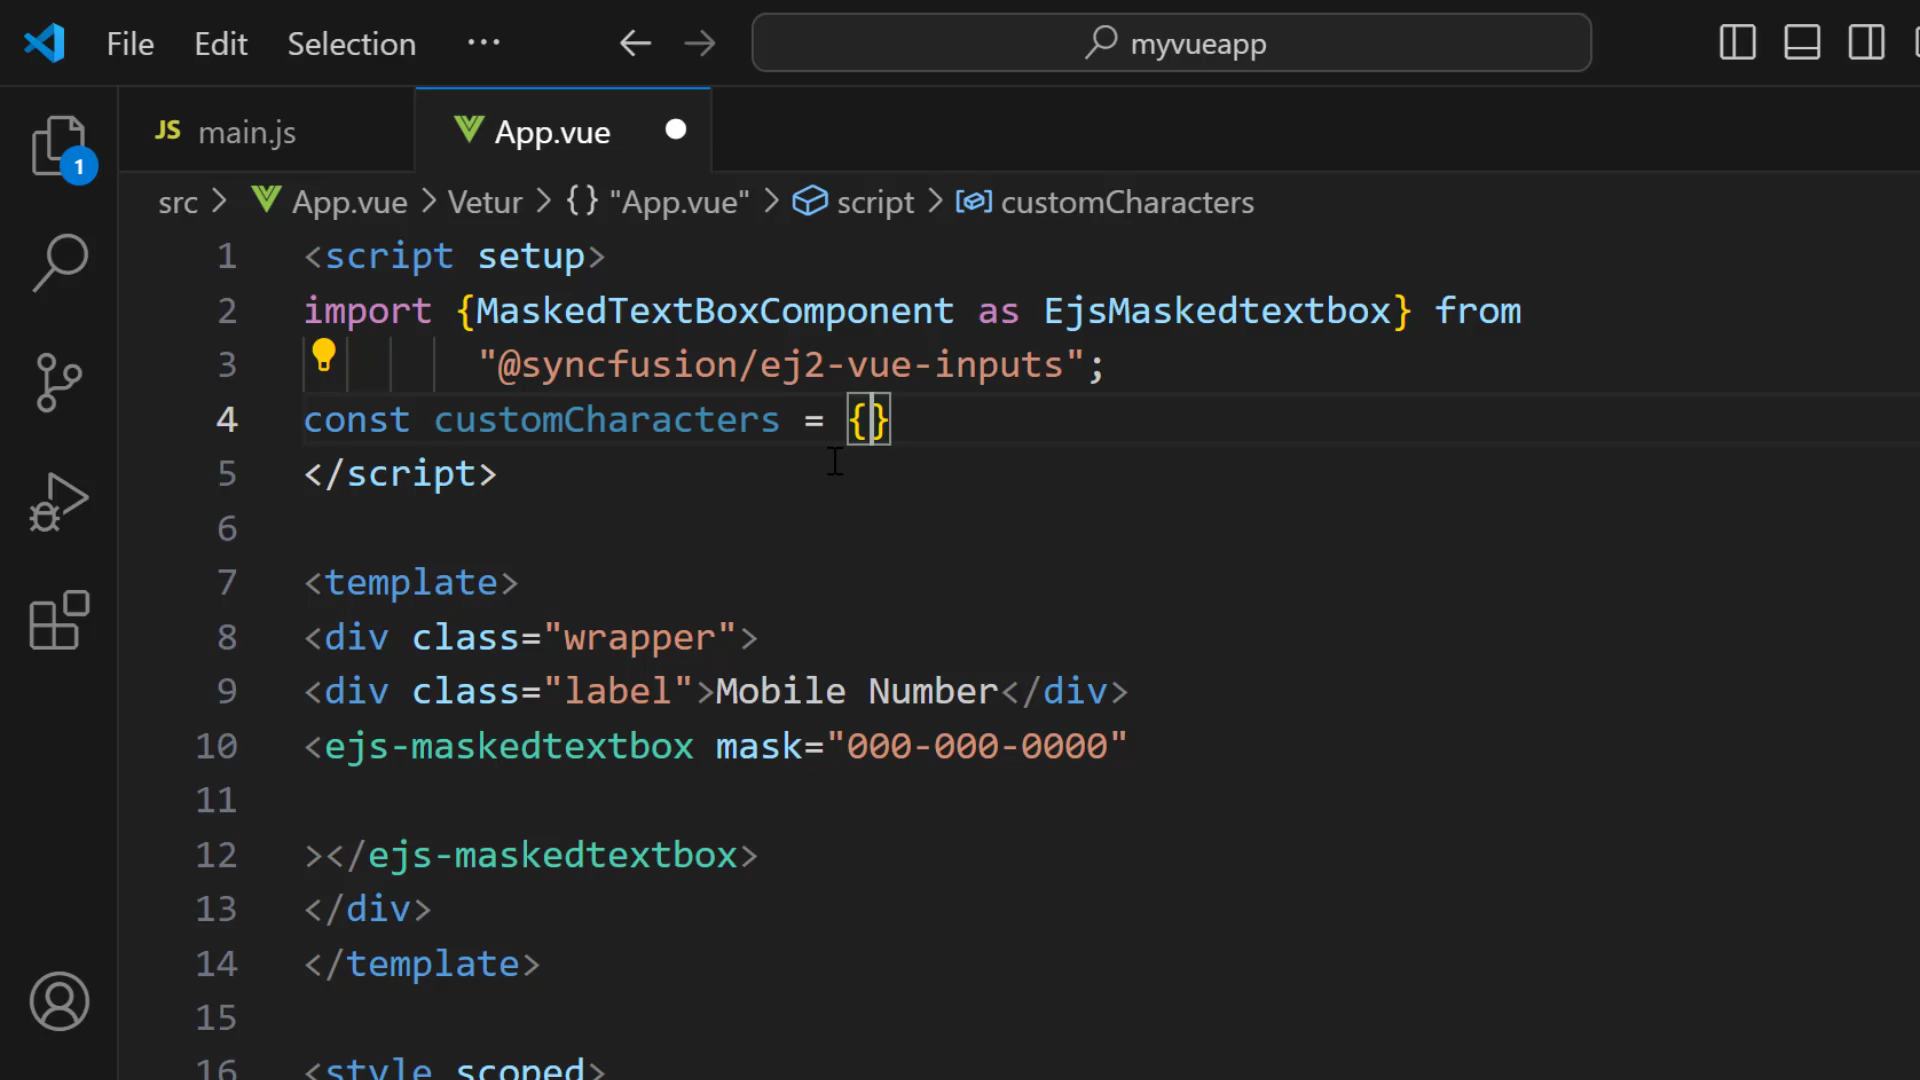 File Edit Selection ··· myvueapp
JS main.js App.vue
1
src > App.vue > Vetur > {} "App.vue" > script > customCharacters
1 <script setup>
2 import {MaskedTextBoxComponent as EjsMaskedtextbox} from
3 "@syncfusion/ej2-vue-inputs";
4 const customCharacters = {}
5 </script>
6
7 <template>
8 <div class="wrapper">
9 <div class="label">Mobile Number</div>
10 <ejs-maskedtextbox mask="000-000-0000"
11
12 ></ejs-maskedtextbox>
13 </div>
14 </template>
15
16 <style scoped>